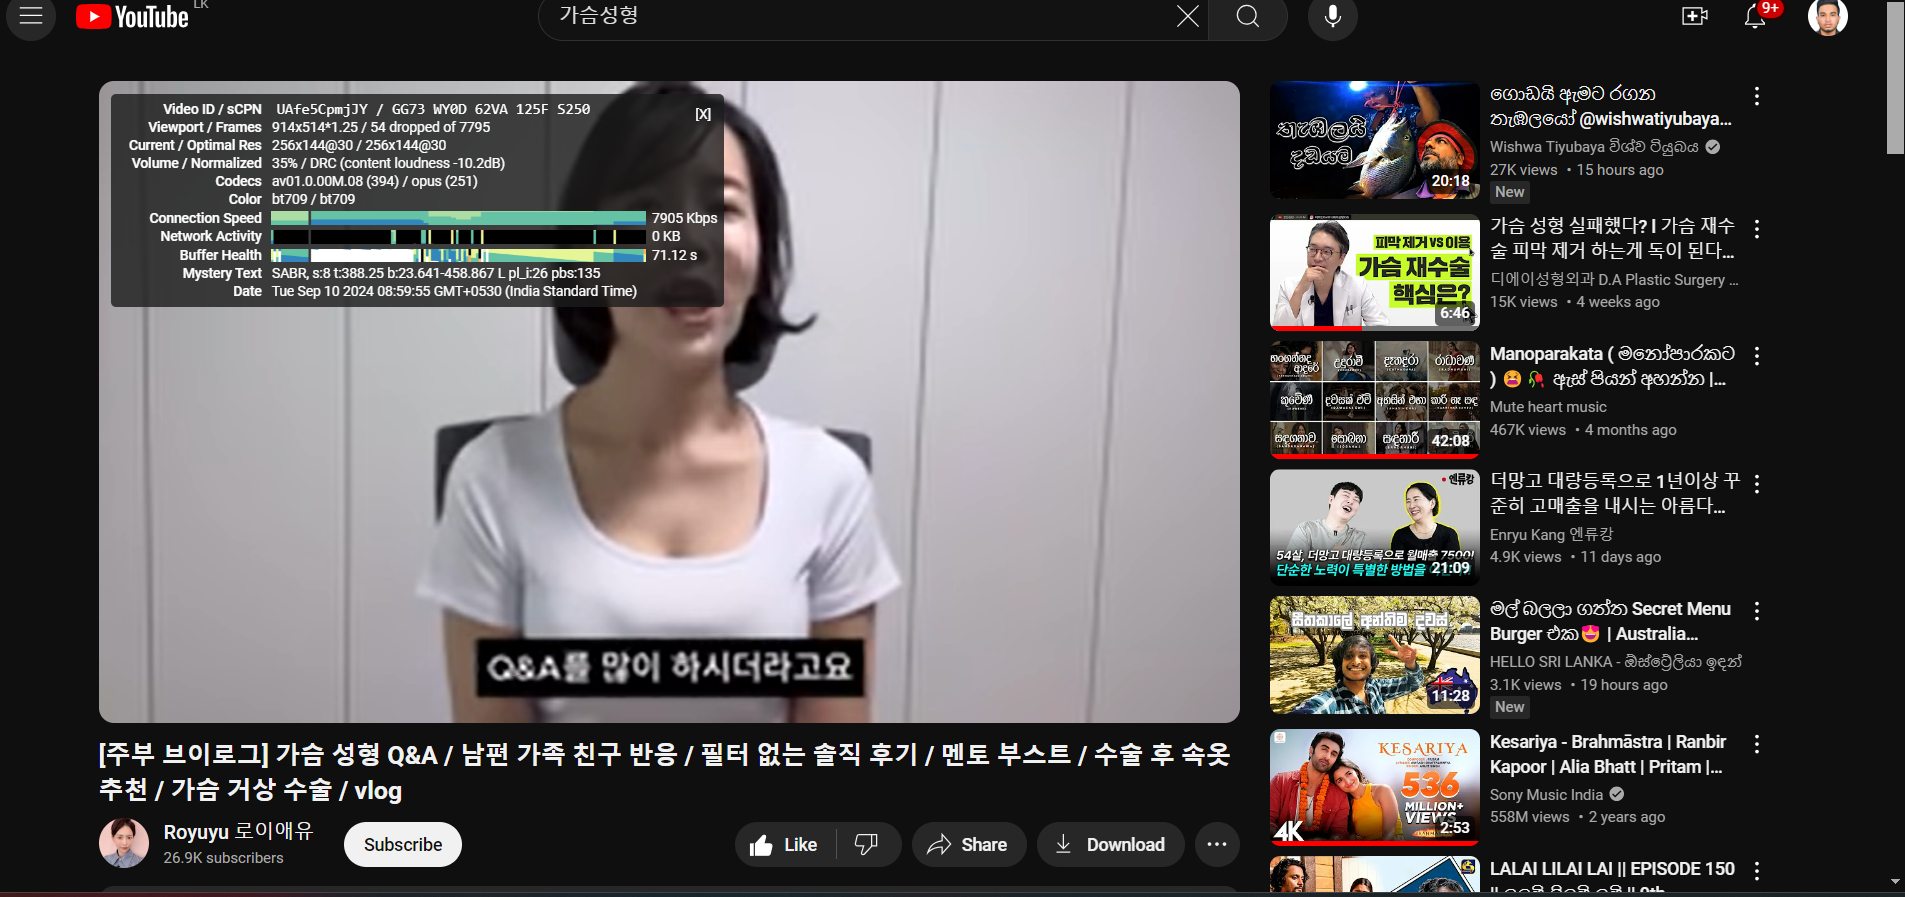 YouTube LK
가슴성형
9+
Video ID / sCPN UAfe5CpmjJY / GG73 WY0D 62VA 125F S250
[X]
Viewport / Frames 914x514*1.25 / 54 dropped of 7795
Current / Optimal Res 256x144@30 / 256x144@30
Volume / Normalized 35% / DRC (content loudness -10.2dB)
Codecs av01.0.00M.08 (394) / opus (251)
Color bt709 / bt709
Connection Speed 7905 Kbps
Network Activity 0 KB
Buffer Health 71.12 s
Mystery Text SABR, s:8 t:388.25 b:23.641-458.867 L pl_i:26 pbs:135
Date Tue Sep 10 2024 08:59:55 GMT+0530 (India Standard Time)
Q&A를 많이 하시더라고요
[주부 브이로그] 가슴 성형 Q&A / 남편 가족 친구 반응 / 필터 없는 솔직 후기 / 멘토 부스트 / 수술 후 속옷
추천 / 가슴 거상 수술 / vlog
Royuyu 로이애유
26.9K subscribers
Subscribe
Like
Share
Download
තැඹලයි
දඩයම
20:18
ගොඩයි ඇමට රගන
තැඹලයෝ @wishwatiyubaya...
Wishwa Tiyubaya විශ්ව ටියුබය
27K views • 15 hours ago
New
피막 제거 vs 이용
가슴 재수술
핵심은?
6:46
가슴 성형 실패했다? I 가슴 재수
술 피막 제거 하는게 독이 된다...
디에이성형외과 D.A Plastic Surgery ...
15K views • 4 weeks ago
42:08
Manoparakata ( මනෝපාරකට
) 😫🥀 ඇස් පියන් අහන්න |...
Mute heart music
467K views • 4 months ago
엔류캉
54살, 더망고 대량등록으로 월매출 7500!
단순한 노력이 특별한 방법을
21:09
더망고 대량등록으로 1년이상 꾸
준히 고매출을 내시는 아름다...
Enryu Kang 엔류캉
4.9K views • 11 days ago
සීතකාලේ අන්තිම දවස්
11:28
මල් බලලා ගත්ත Secret Menu
Burger එක😍 | Australia...
HELLO SRI LANKA - ඕස්ට්‍රේලියා ඉඳන්
3.1K views • 19 hours ago
New
KESARIYA
536
MILLION+
VIEWS
4K
2:53
Kesariya - Brahmāstra | Ranbir
Kapoor | Alia Bhatt | Pritam |...
Sony Music India
558M views • 2 years ago
LALAI LILAI LAI || EPISODE 150